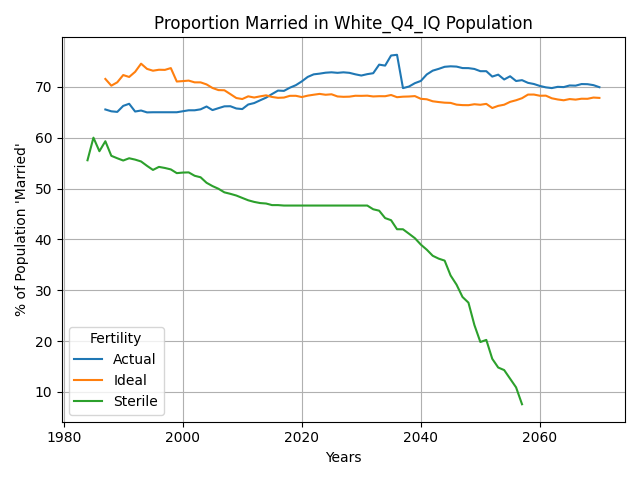 Proportion Married in White_Q4_IQ Population
% of Population 'Married'
70
60
50
40
30
20
10
Fertility
Actual
Ideal
Sterile
1980
2000
2020
2040
2060
Years